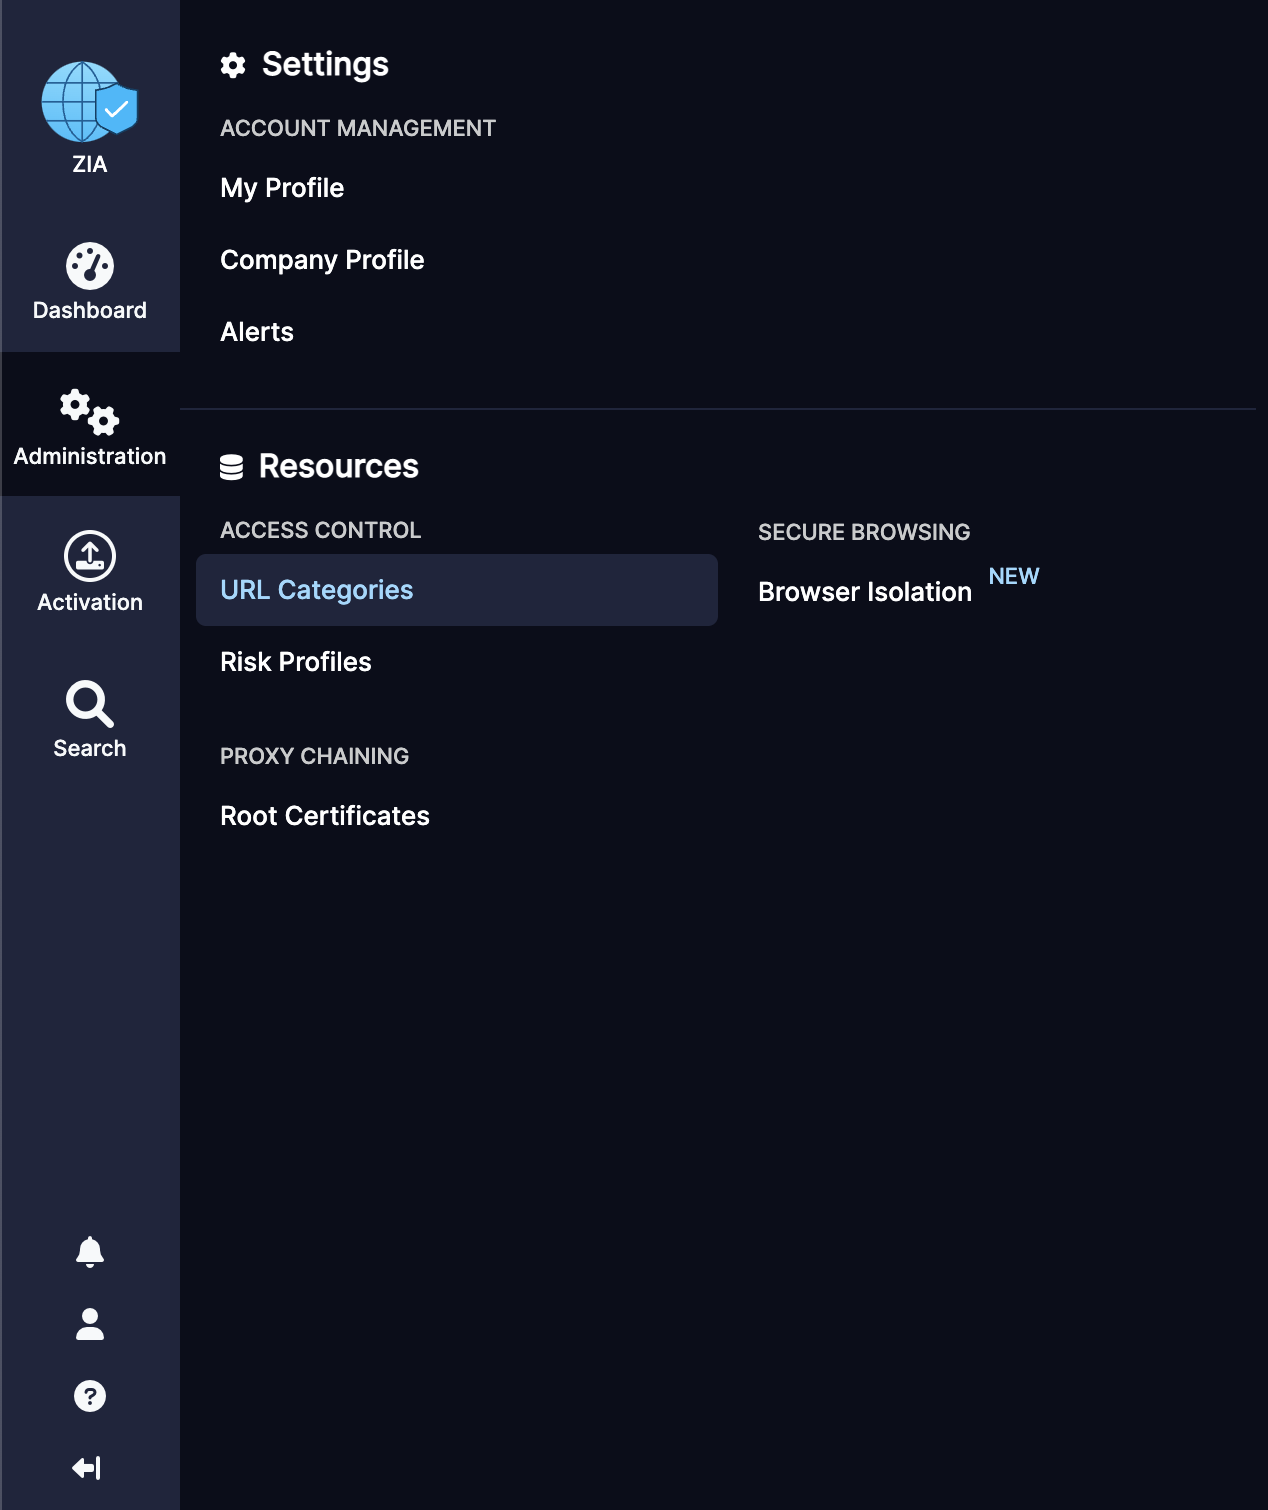 ZIA
Dashboard
Administration
Activation
Search
Settings
ACCOUNT MANAGEMENT
My Profile
Company Profile
Alerts
Resources
ACCESS CONTROL
URL Categories
Risk Profiles
PROXY CHAINING
Root Certificates
SECURE BROWSING
Browser Isolation NEW